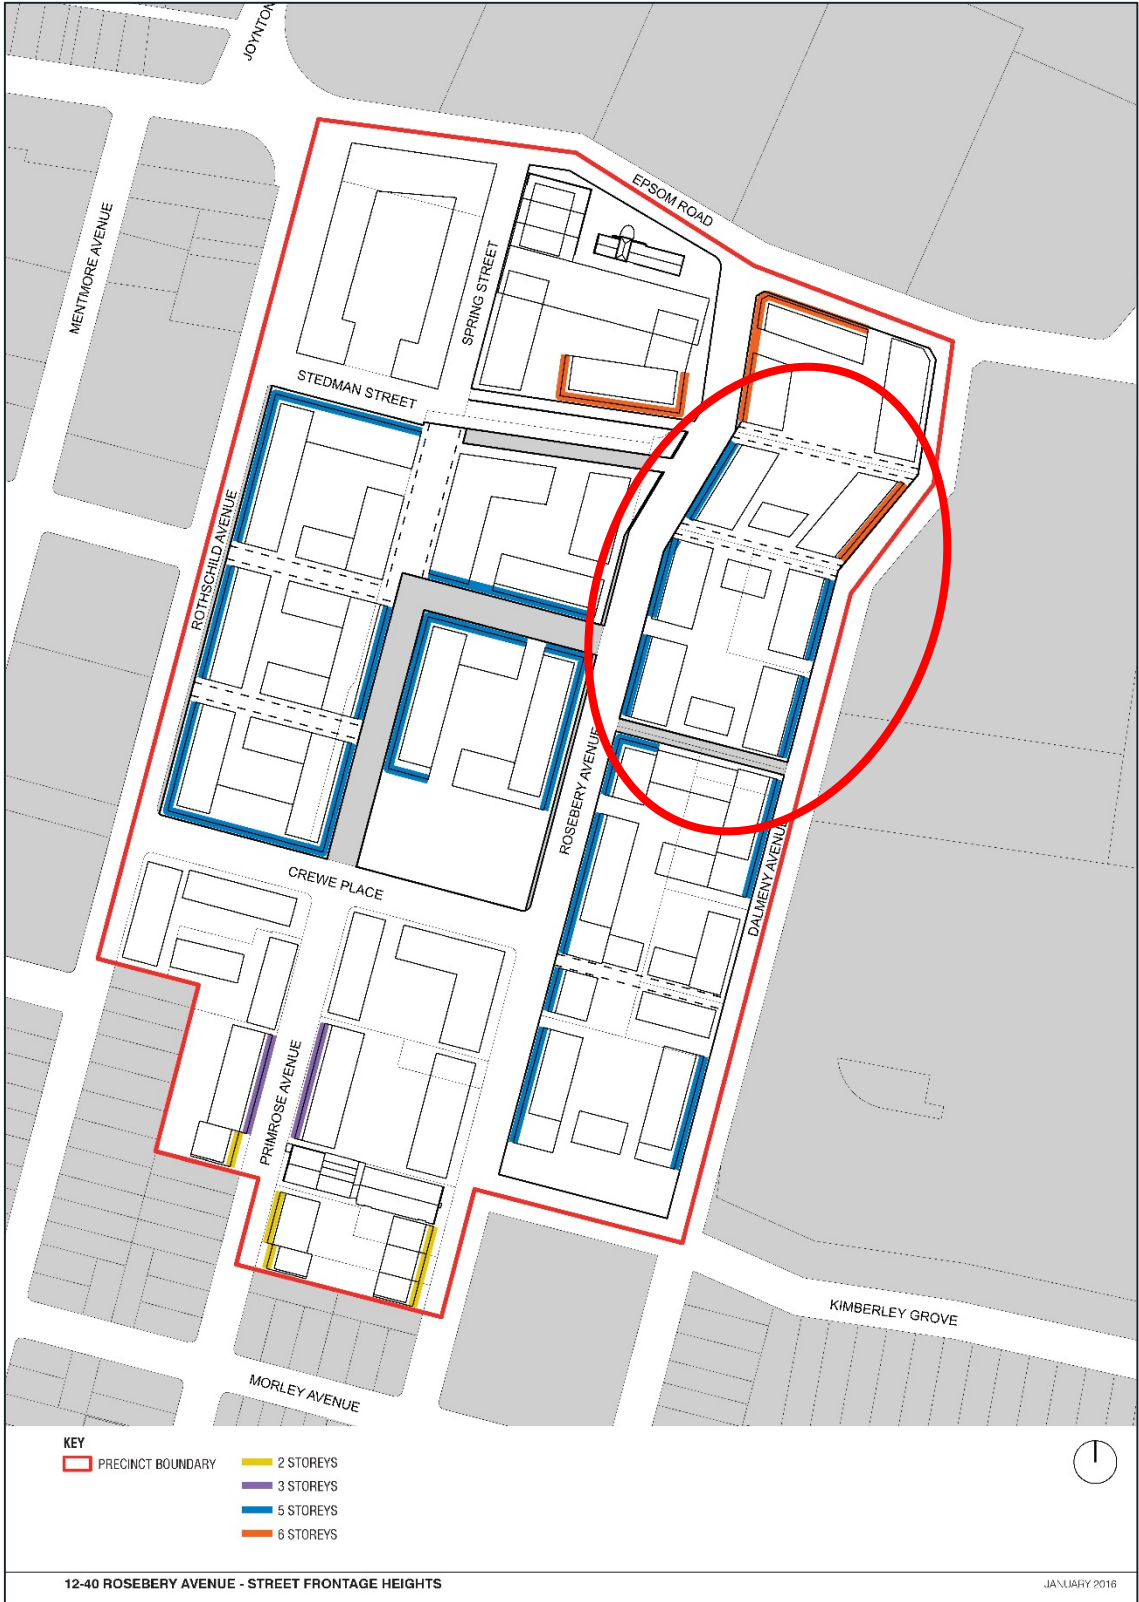 JOYNTON
EPSOM ROAD
MENTMORE AVENUE
SPRING STREET
STEDMAN STREET
ROTHSCHILD AVENUE
ROSEBERY AVENUE
CREWE PLACE
DALMENY AVENUE
PRIMROSE AVENUE
KIMBERLEY GROVE
MORLEY AVENUE
KEY
PRECINCT BOUNDARY
2 STOREYS
3 STOREYS
5 STOREYS
6 STOREYS
12-40 ROSEBERY AVENUE - STREET FRONTAGE HEIGHTS
JANUARY 2016